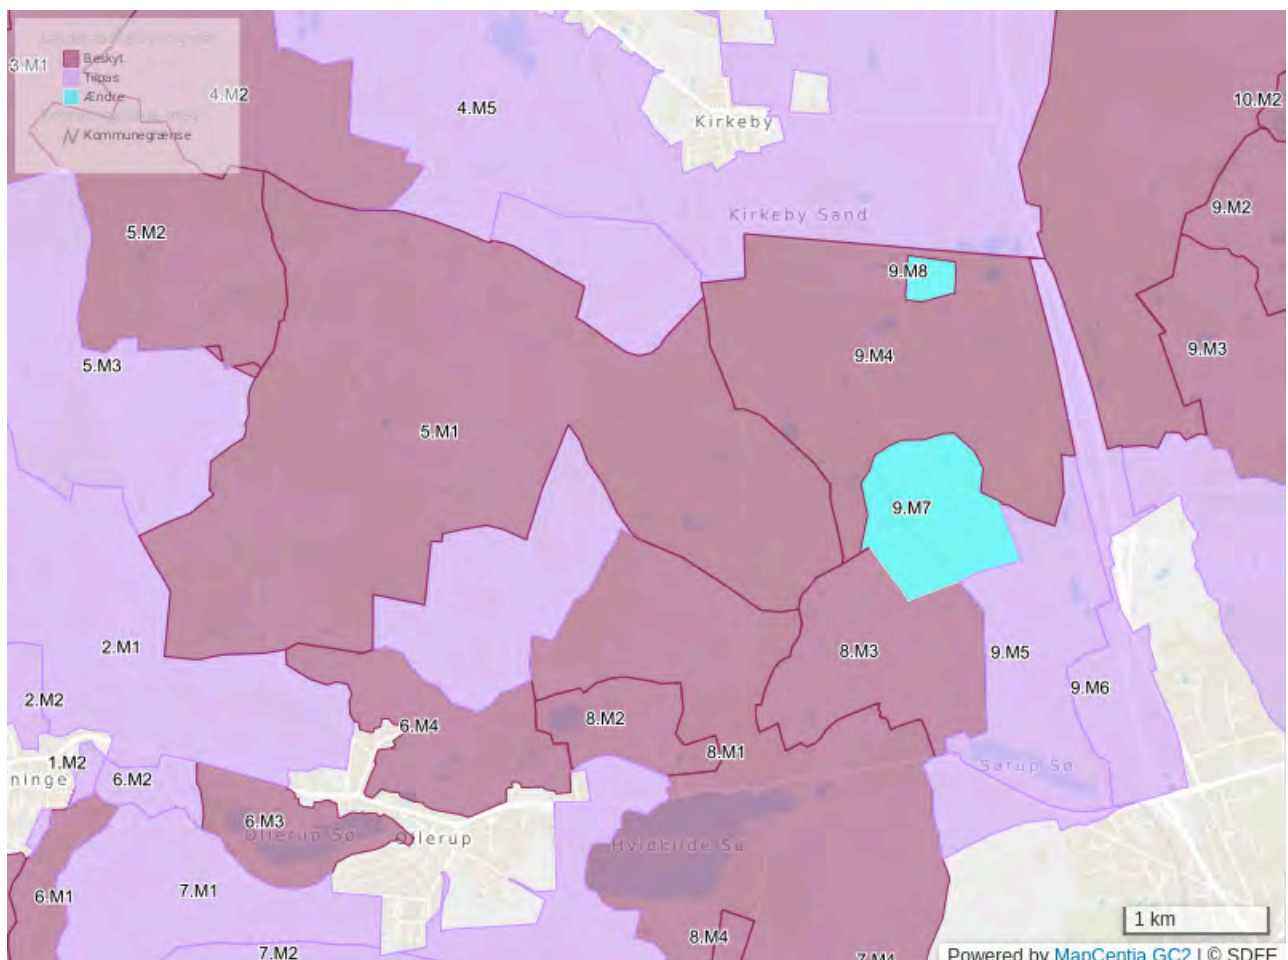 Beskyt
3.M1
Tilpas
Ændre
4.M2
10.M2
4.M5
Kirkeby
Kommunegrænse
9.M2
Kirkeby Sand
5.M2
9.M8
9.M3
9.M4
5.M3
5.M1
9.M7
2.M1
8.M3
9.M5
9.M6
2.M2
8.M2
6.M4
8.M1
1.M2
Sørup Sø
ninge
6.M2
6.M3
Ollerup Sø
Ollerup
Hvidkilde Sø
7.M1
6.M1
1 km
8.M4
7.M2
7.M4
Powered by MapCentia GC2 | © SDFE